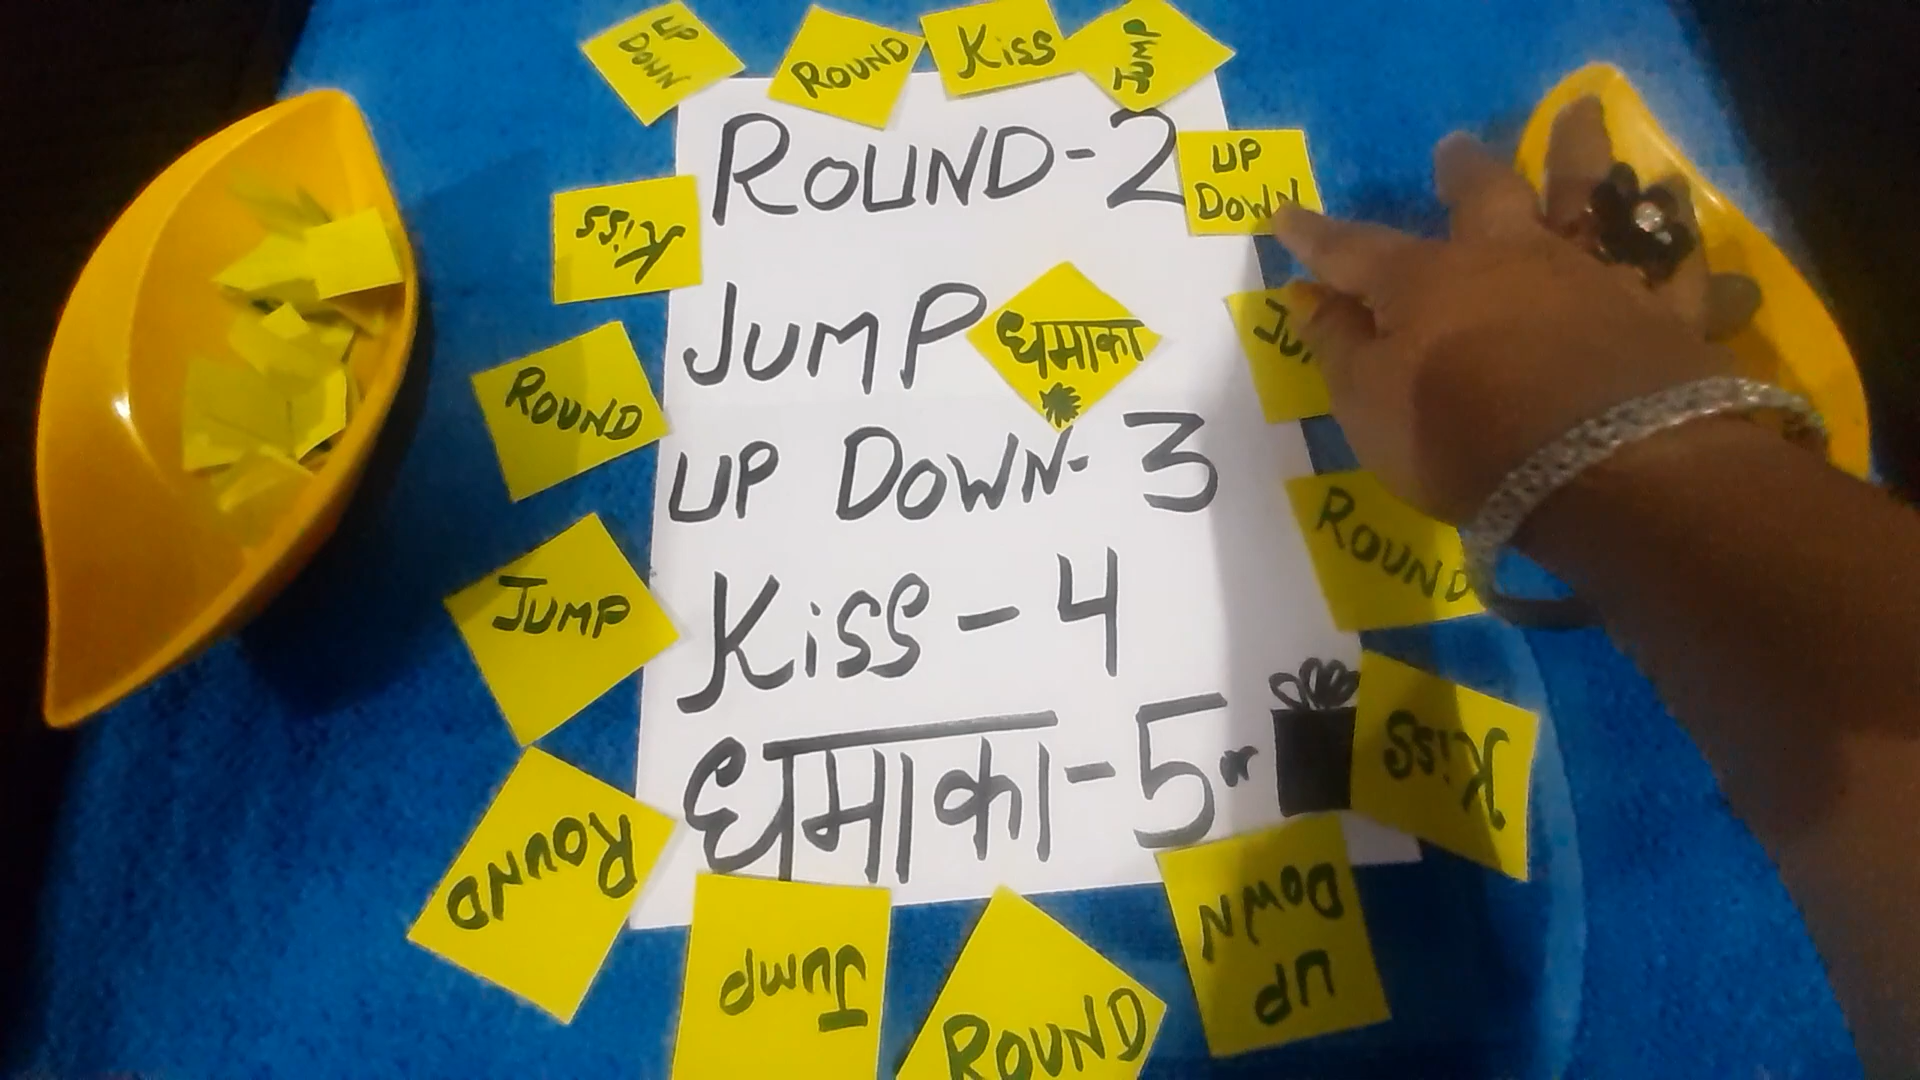 UP
DOWN
ROUND
Kiss
JUMP
ROUND-2
UP
DOWN
Kiss
JUMP
धमाका
ROUND
UP DOWN-3
JUMP
ROUND
Kiss-4
धमाका-5 or
Kiss
ROUND
JUMP
ROUND
UP
DOWN